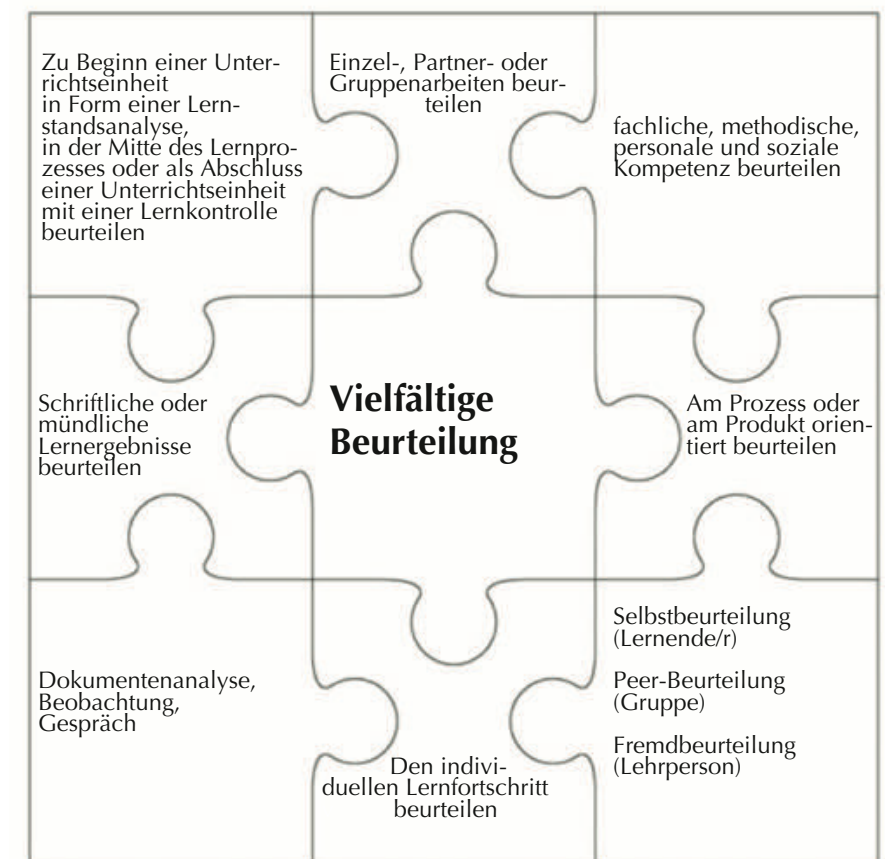 Zu Beginn einer Unter-
richtseinheit
in Form einer Lern-
standsanalyse,
in der Mitte des Lernpro-
zesses oder als Abschluss
einer Unterrichtseinheit
mit einer Lernkontrolle
beurteilen
Einzel-, Partner- oder
Gruppenarbeiten beur-
teilen
fachliche, methodische,
personale und soziale
Kompetenz beurteilen
Schriftliche oder
mündliche
Lernergebnisse
beurteilen
Vielfältige
Beurteilung
Am Prozess oder
am Produkt orien-
tiert beurteilen
Dokumentenanalyse,
Beobachtung,
Gespräch
Den indivi-
duellen Lernfortschritt
beurteilen
Selbstbeurteilung
(Lernende/r)
Peer-Beurteilung
(Gruppe)
Fremdbeurteilung
(Lehrperson)